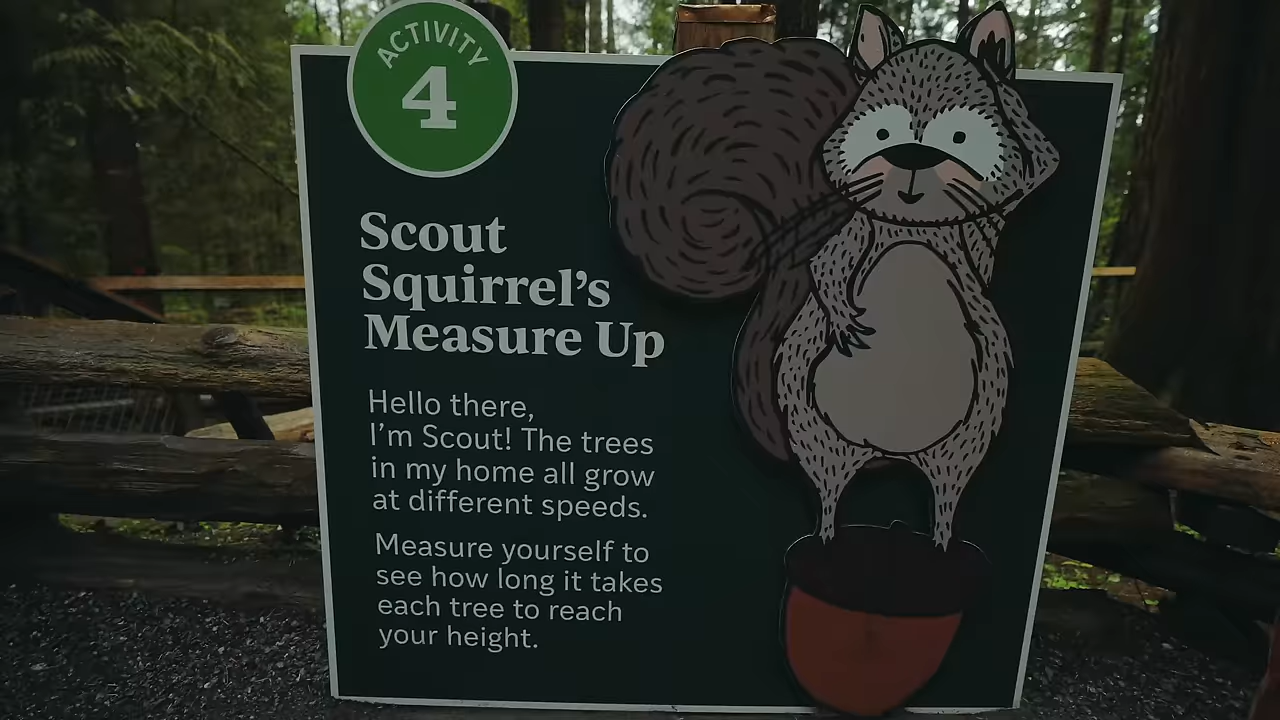 ACTIVITY
4
Scout
Squirrel’s
Measure Up
Hello there,
I’m Scout! The trees
in my home all grow
at different speeds.
Measure yourself to
see how long it takes
each tree to reach
your height.